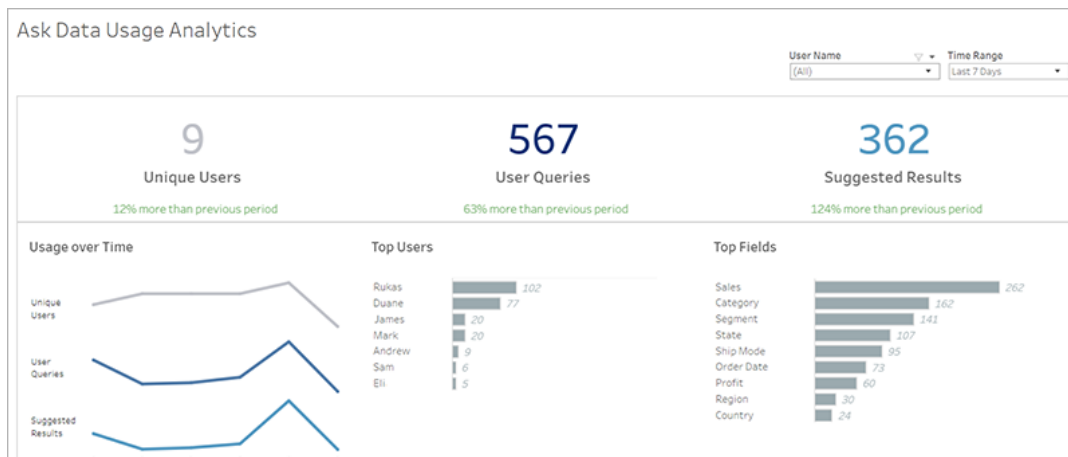 Ask Data Usage Analytics
User Name
Time Range
(All)
Last 7 Days
9
567
362
Unique Users
User Queries
Suggested Results
12% more than previous period
63% more than previous period
124% more than previous period
Usage over Time
Unique
Users
User
Queries
Suggested
Results
Top Users
Rukas 102
Duane 77
James 20
Mark 20
Andrew 9
Sam 6
Eli 5
Top Fields
Sales 262
Category 162
Segment 141
State 107
Ship Mode 95
Order Date 73
Profit 60
Region 30
Country 24